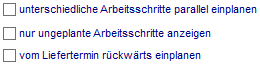 unterschiedliche Arbeitsschritte parallel einplanen
nur ungeplante Arbeitsschritte anzeigen
vom Liefertermin rückwärts einplanen